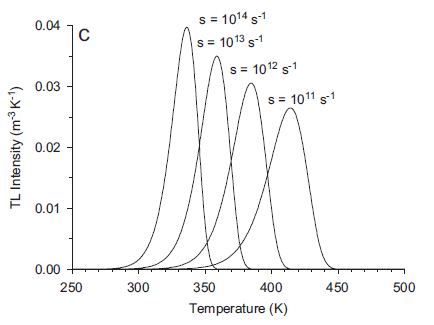 C
s = 10¹⁴ s⁻¹
s = 10¹³ s⁻¹
s = 10¹² s⁻¹
s = 10¹¹ s⁻¹
TL Intensity (m⁻³ K⁻¹)
0.04
0.03
0.02
0.01
0.00
250 300 350 400 450 500
Temperature (K)